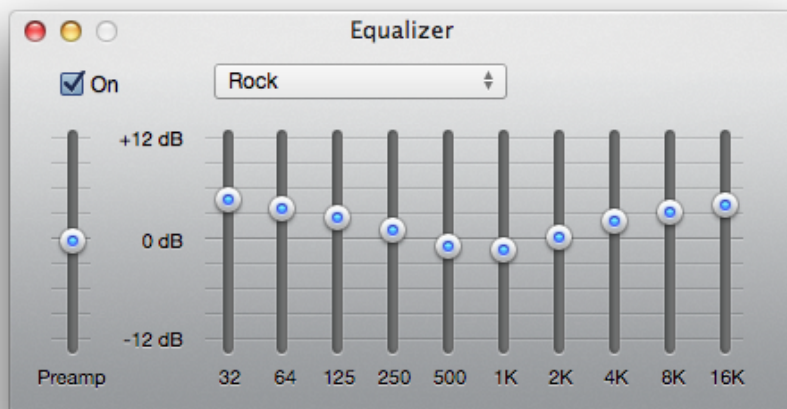 Equalizer
On
Rock
+12 dB
0 dB
-12 dB
Preamp 32 64 125 250 500 1K 2K 4K 8K 16K